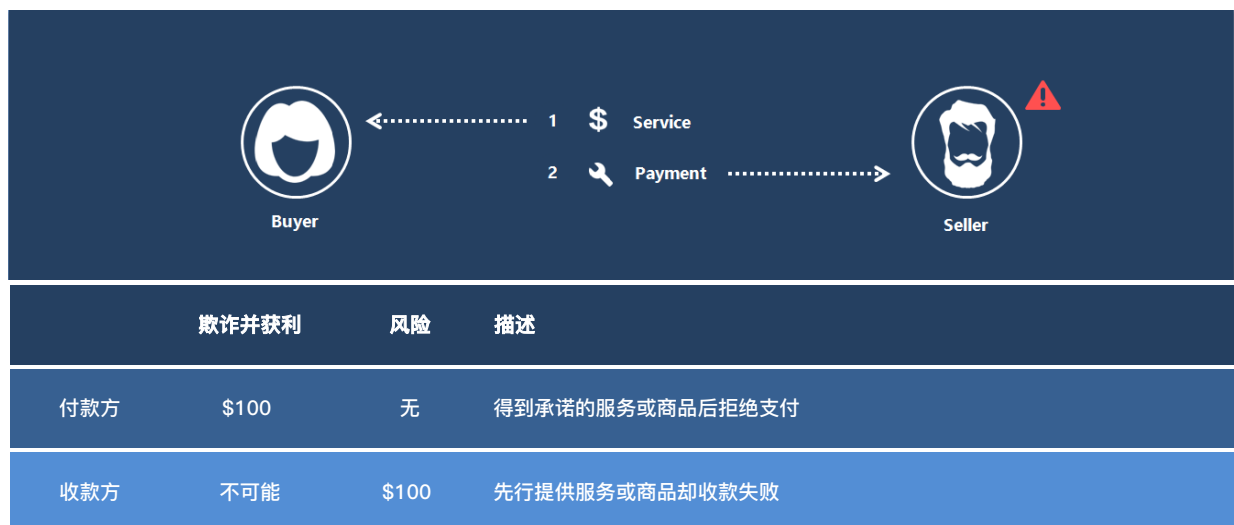 1 $ Service
2 Payment
Buyer
Seller
欺诈并获利 风险 描述
付款方 $100 无 得到承诺的服务或商品后拒绝支付
收款方 不可能 $100 先行提供服务或商品却收款失败